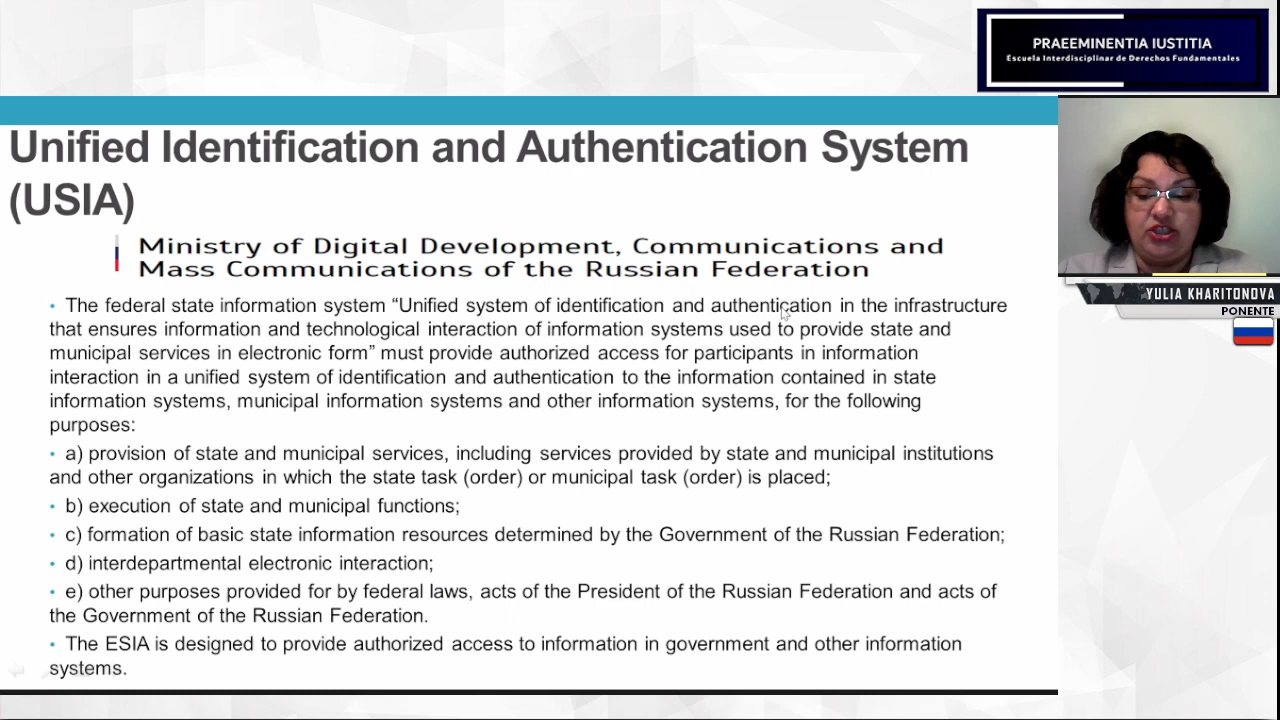 PRAEEMINENTIA IUSTITIA
Escuela Interdisciplinar de Derechos Fundamentales
Unified Identification and Authentication System
(USIA)
Ministry of Digital Development, Communications and
Mass Communications of the Russian Federation
• The federal state information system “Unified system of identification and authentication in the infrastructure
that ensures information and technological interaction of information systems used to provide state and
municipal services in electronic form” must provide authorized access for participants in information
interaction in a unified system of identification and authentication to the information contained in state
information systems, municipal information systems and other information systems, for the following
purposes:
• a) provision of state and municipal services, including services provided by state and municipal institutions
and other organizations in which the state task (order) or municipal task (order) is placed;
• b) execution of state and municipal functions;
• c) formation of basic state information resources determined by the Government of the Russian Federation;
• d) interdepartmental electronic interaction;
• e) other purposes provided for by federal laws, acts of the President of the Russian Federation and acts of
the Government of the Russian Federation.
• The ESIA is designed to provide authorized access to information in government and other information
systems.
YULIA KHARITONOVA
PONENTE